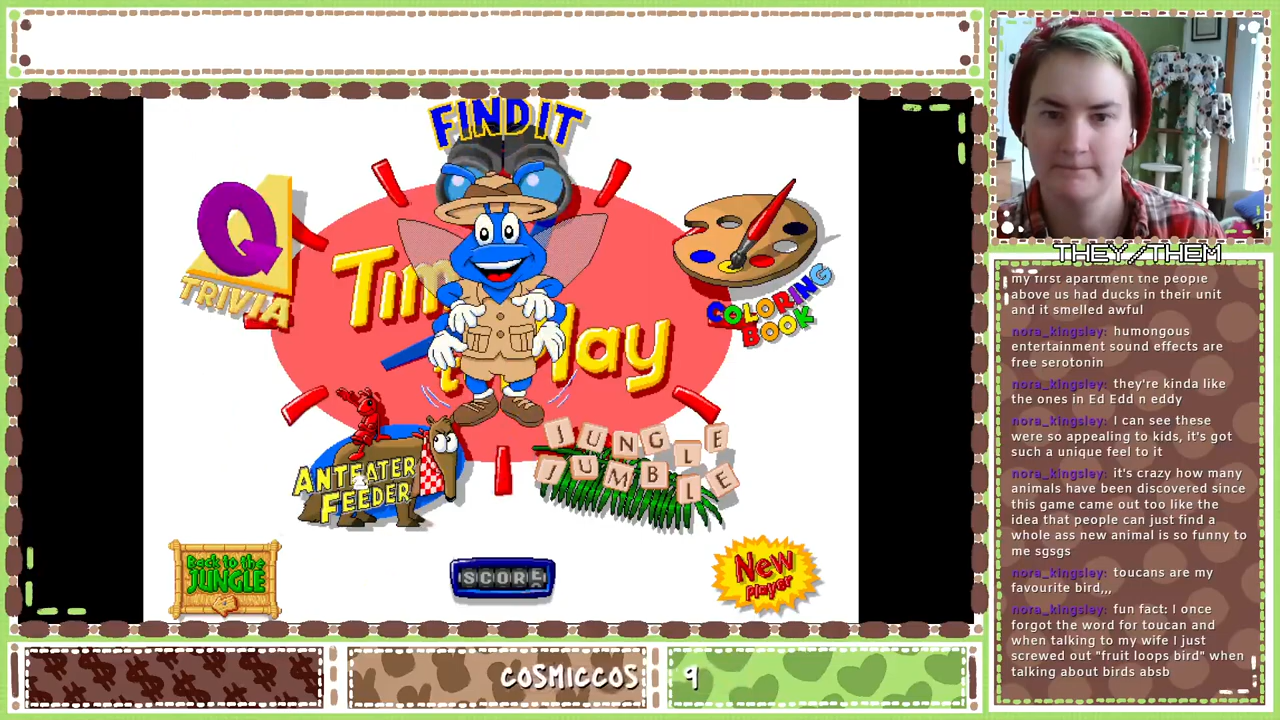 FIND IT
Q
TRIVIA
Time
to
Play
COLORING
BOOK
ANTEATER
FEEDER
JUNGLE
JUMBLE
Back to the
JUNGLE
SCORE
New
player
THEY/THEM
my first apartment the people
above us had ducks in their unit
and it smelled awful
nora_kingsley: humongous
entertainment sound effects are
free serotonin
nora_kingsley: they're kinda like
the ones in Ed Edd n eddy
nora_kingsley: I can see these
were so appealing to kids, it's got
such a unique feel to it
nora_kingsley: it's crazy how many
animals have been discovered since
this game came out too like the
idea that people can just find a
whole ass new animal is so funny to
me sgsgs
nora_kingsley: toucans are my
favourite bird,,,
nora_kingsley: fun fact: I once
forgot the word for toucan and
when talking to my wife I just
screwed out "fruit loops bird" when
talking about birds absb
COSMICCOS
9